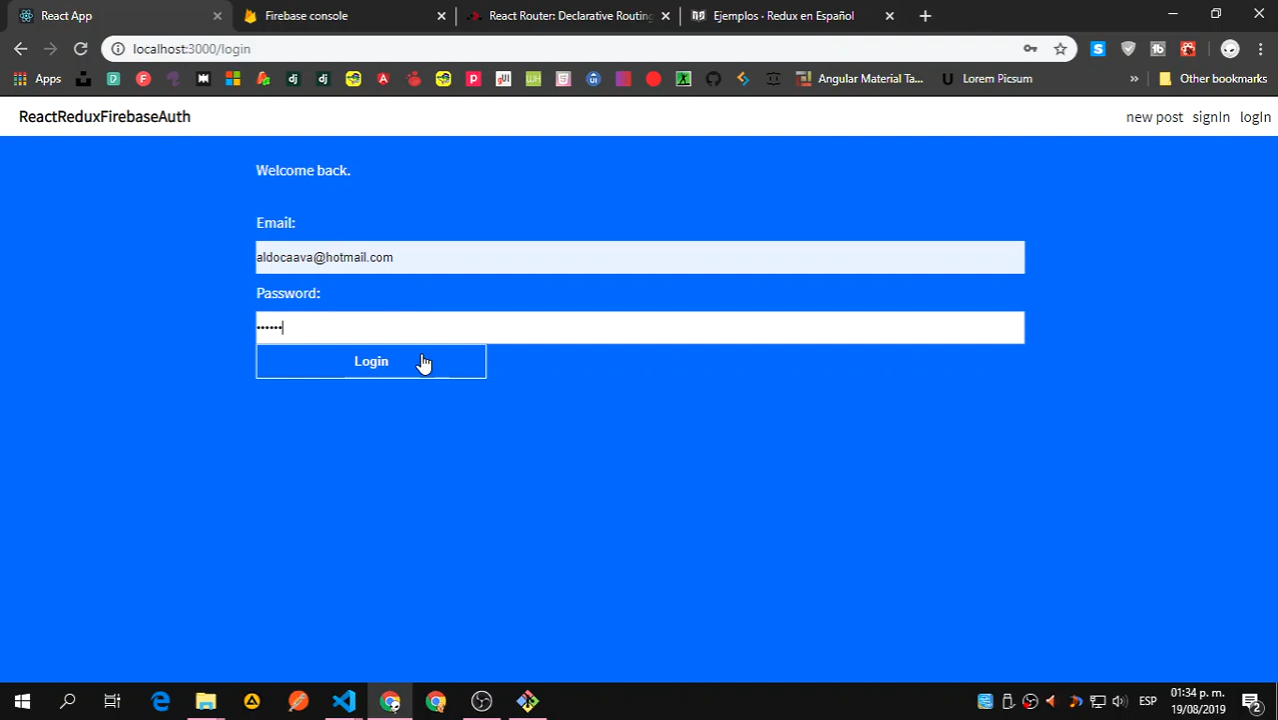 React App
Firebase console
React Router: Declarative Routing
Ejemplos · Redux en Español
localhost:3000/login
Apps
Angular Material Ta...
Lorem Picsum
Other bookmarks
ReactReduxFirebaseAuth
new post signIn logIn
Welcome back.
Email:
aldocaava@hotmail.com
Password:
••••••
Login
ESP
01:34 p. m.
19/08/2019